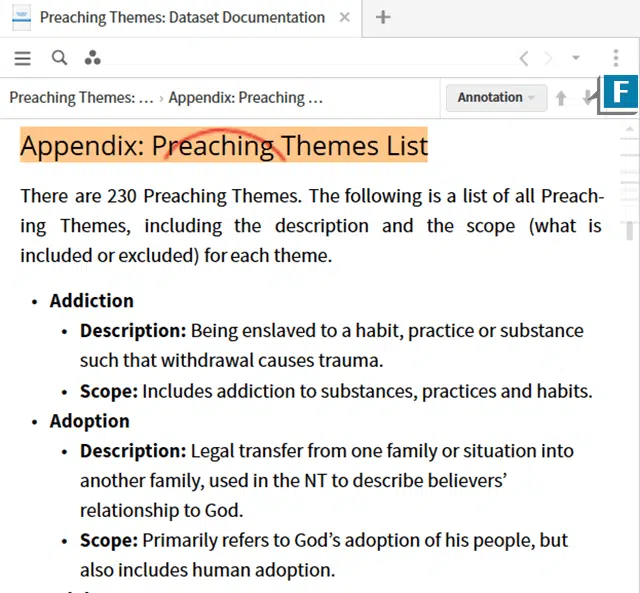 Preaching Themes: Dataset Documentation
Preaching Themes: ... › Appendix: Preaching ...
Annotation
F
Appendix: Preaching Themes List
There are 230 Preaching Themes. The following is a list of all Preach-
ing Themes, including the description and the scope (what is
included or excluded) for each theme.
• Addiction
• Description: Being enslaved to a habit, practice or substance
such that withdrawal causes trauma.
• Scope: Includes addiction to substances, practices and habits.
• Adoption
• Description: Legal transfer from one family or situation into
another family, used in the NT to describe believers’
relationship to God.
• Scope: Primarily refers to God’s adoption of his people, but
also includes human adoption.